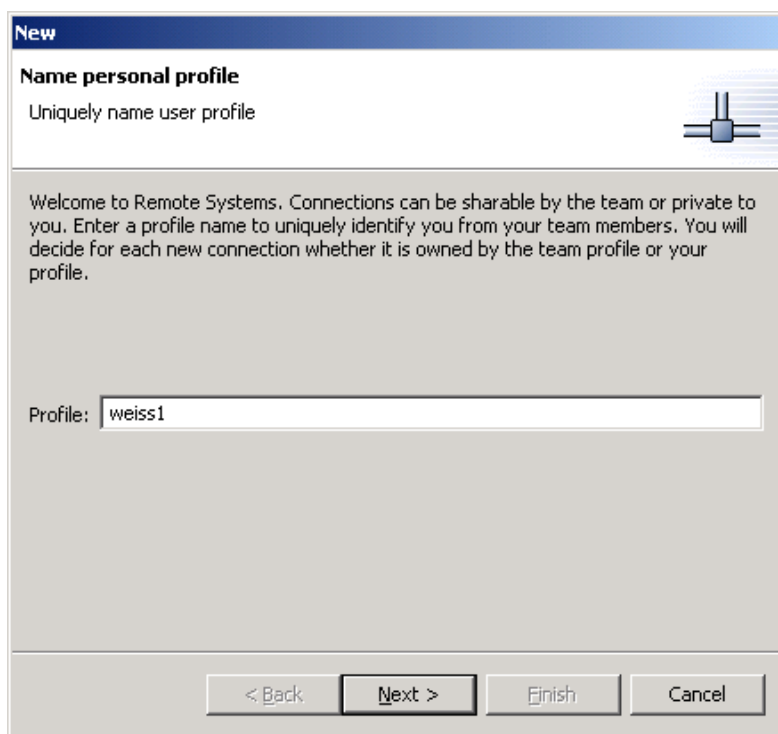 New
Name personal profile
Uniquely name user profile
Welcome to Remote Systems. Connections can be sharable by the team or private to
you. Enter a profile name to uniquely identify you from your team members. You will
decide for each new connection whether it is owned by the team profile or your
profile.
Profile: weiss1
< Back Next > Finish Cancel